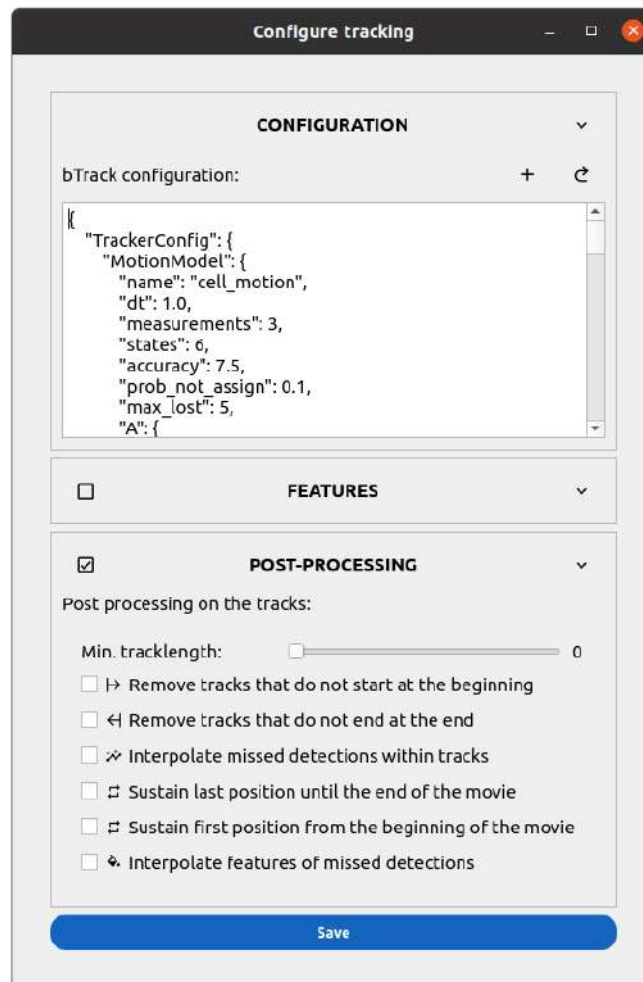 Configure tracking
CONFIGURATION
bTrack configuration:
{
"TrackerConfig": {
"MotionModel": {
"name": "cell_motion",
"dt": 1.0,
"measurements": 3,
"states": 6,
"accuracy": 7.5,
"prob_not_assign": 0.1,
"max_lost": 5,
"A": {
FEATURES
POST-PROCESSING
Post processing on the tracks:
Min. tracklength: 0
Remove tracks that do not start at the beginning
Remove tracks that do not end at the end
Interpolate missed detections within tracks
Sustain last position until the end of the movie
Sustain first position from the beginning of the movie
Interpolate features of missed detections
Save